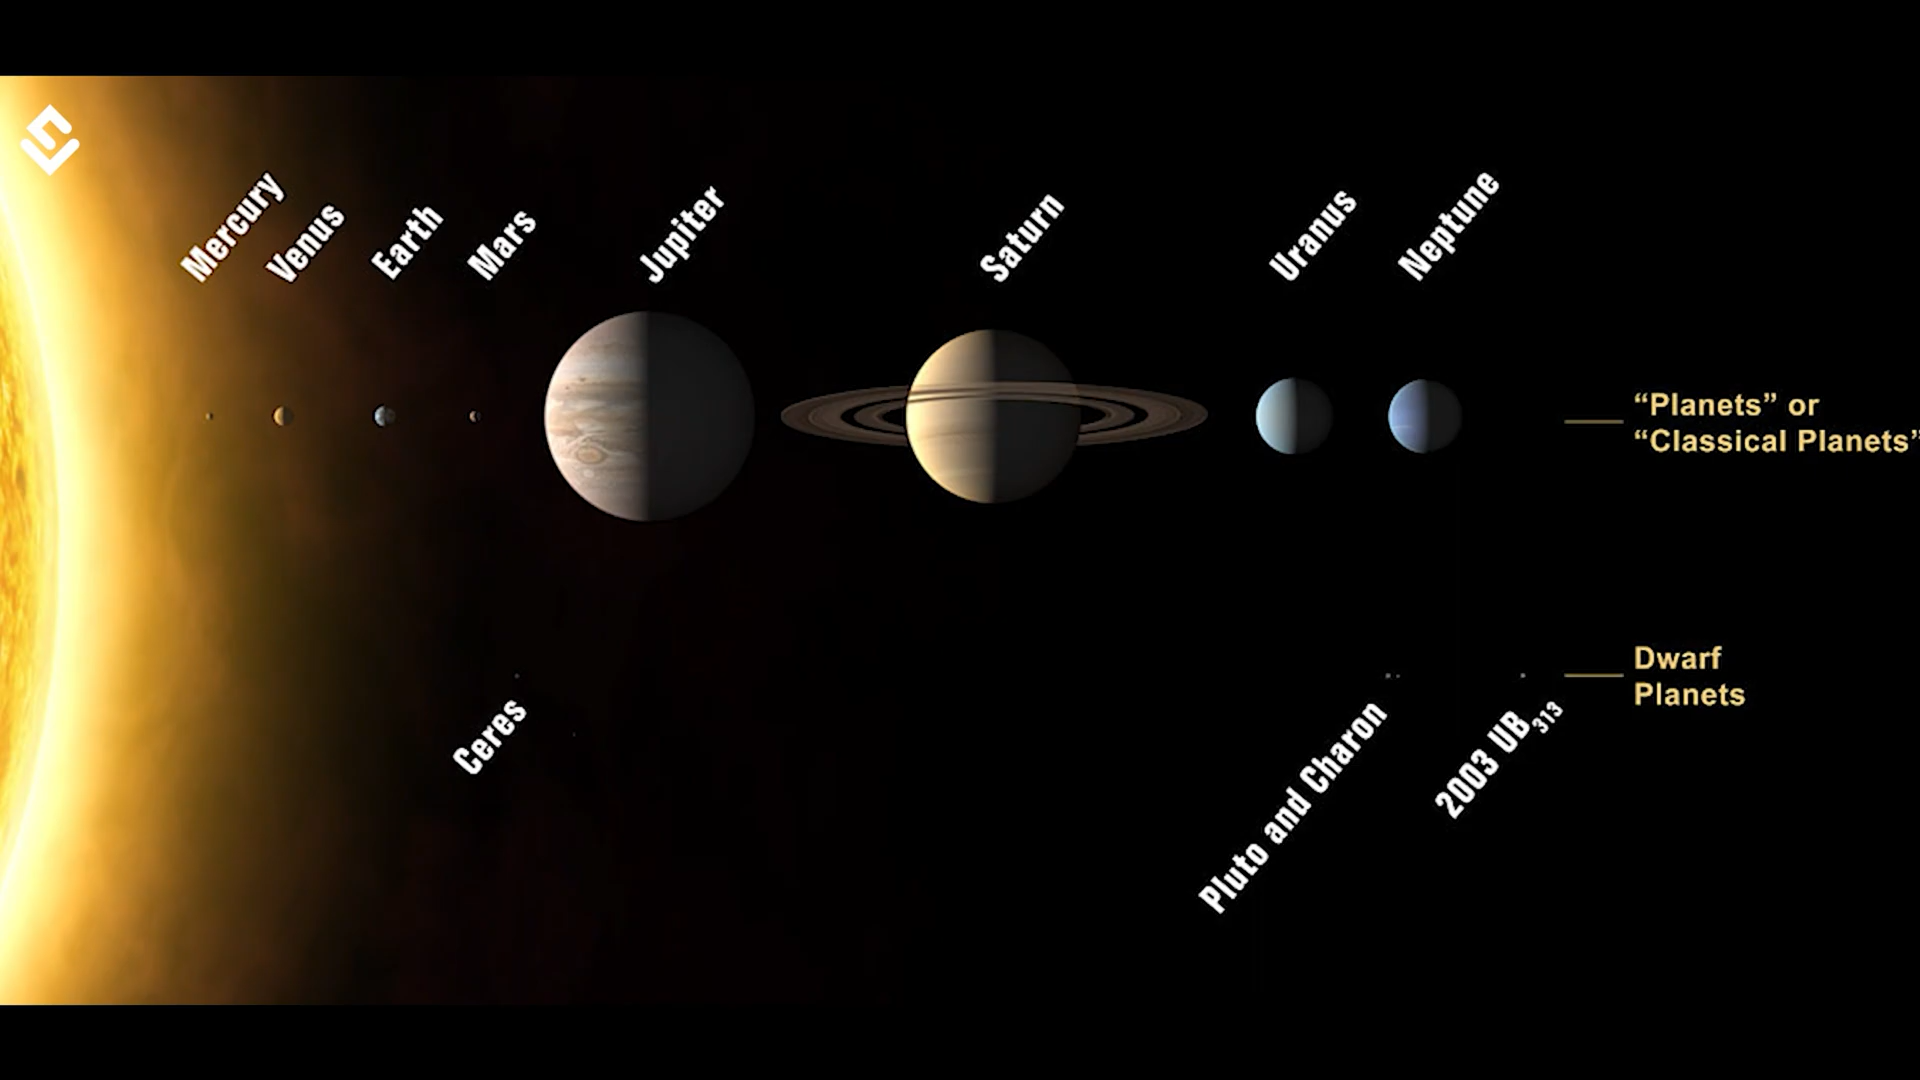 Mercury
Venus
Earth
Mars
Jupiter
Saturn
Uranus
Neptune
“Planets” or
“Classical Planets”
Dwarf
Planets
Ceres
Pluto and Charon
2003 UB₃₁₃